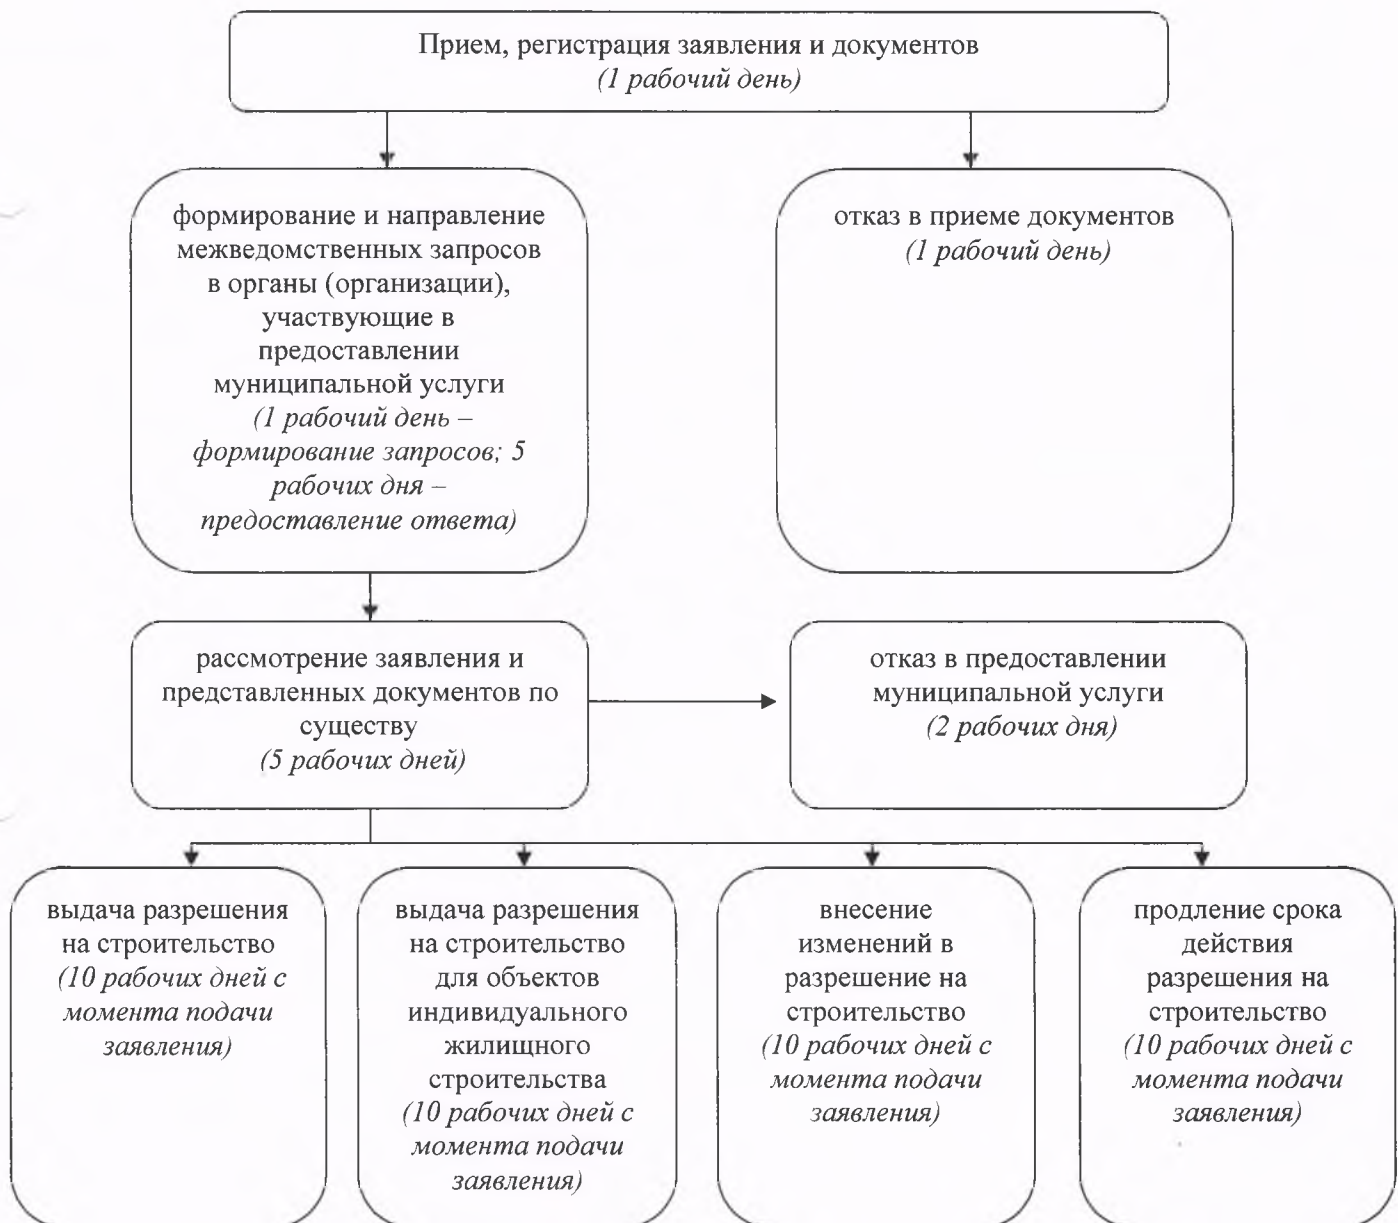 Прием, регистрация заявления и документов
(1 рабочий день)
формирование и направление
межведомственных запросов
в органы (организации),
участвующие в
предоставлении
муниципальной услуги
(1 рабочий день –
формирование запросов; 5
рабочих дня –
предоставление ответа)
отказ в приеме документов
(1 рабочий день)
рассмотрение заявления и
представленных документов по
существу
(5 рабочих дней)
отказ в предоставлении
муниципальной услуги
(2 рабочих дня)
выдача разрешения
на строительство
(10 рабочих дней с
момента подачи
заявления)
выдача разрешения
на строительство
для объектов
индивидуального
жилищного
строительства
(10 рабочих дней с
момента подачи
заявления)
внесение
изменений в
разрешение на
строительство
(10 рабочих дней с
момента подачи
заявления)
продление срока
действия
разрешения на
строительство
(10 рабочих дней с
момента подачи
заявления)